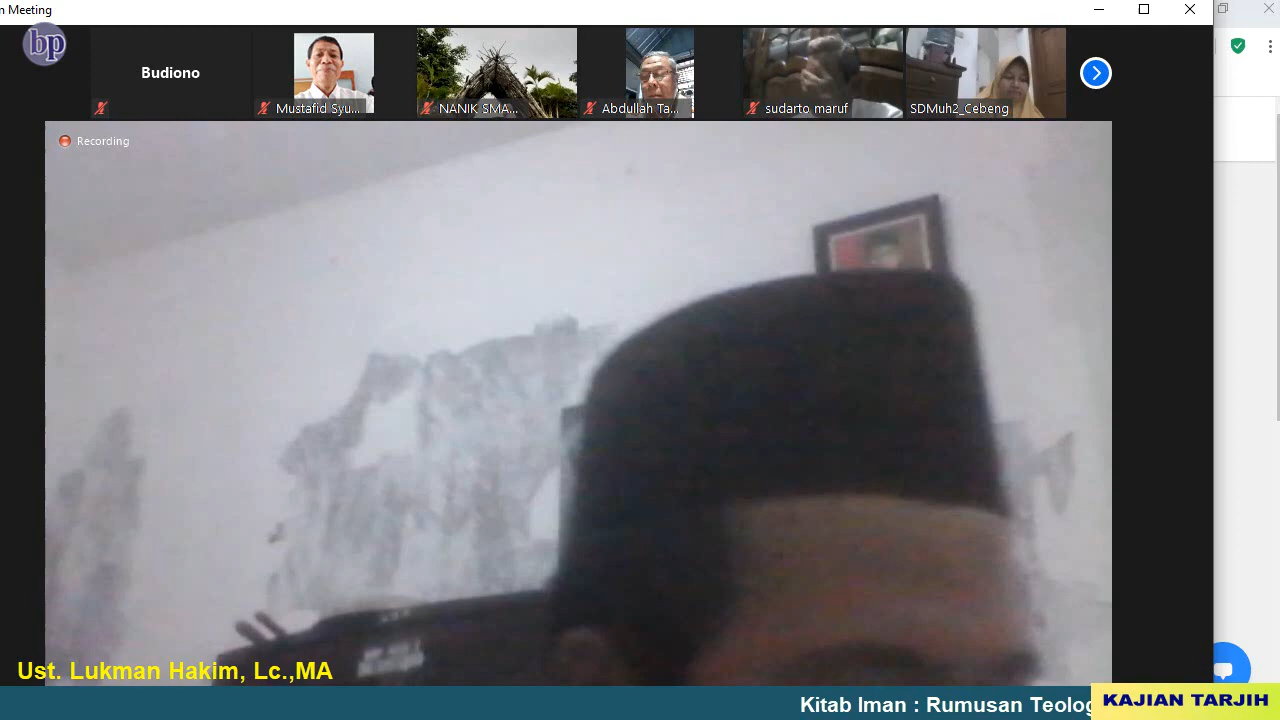 n Meeting
bp
Budiono
Mustafid Syu...
NANIK SMA...
Abdullah Ta...
sudarto maruf
SDMuh2_Cebeng
Recording
Ust. Lukman Hakim, Lc.,MA
Kitab Iman : Rumusan Teolog
KAJIAN TARJIH